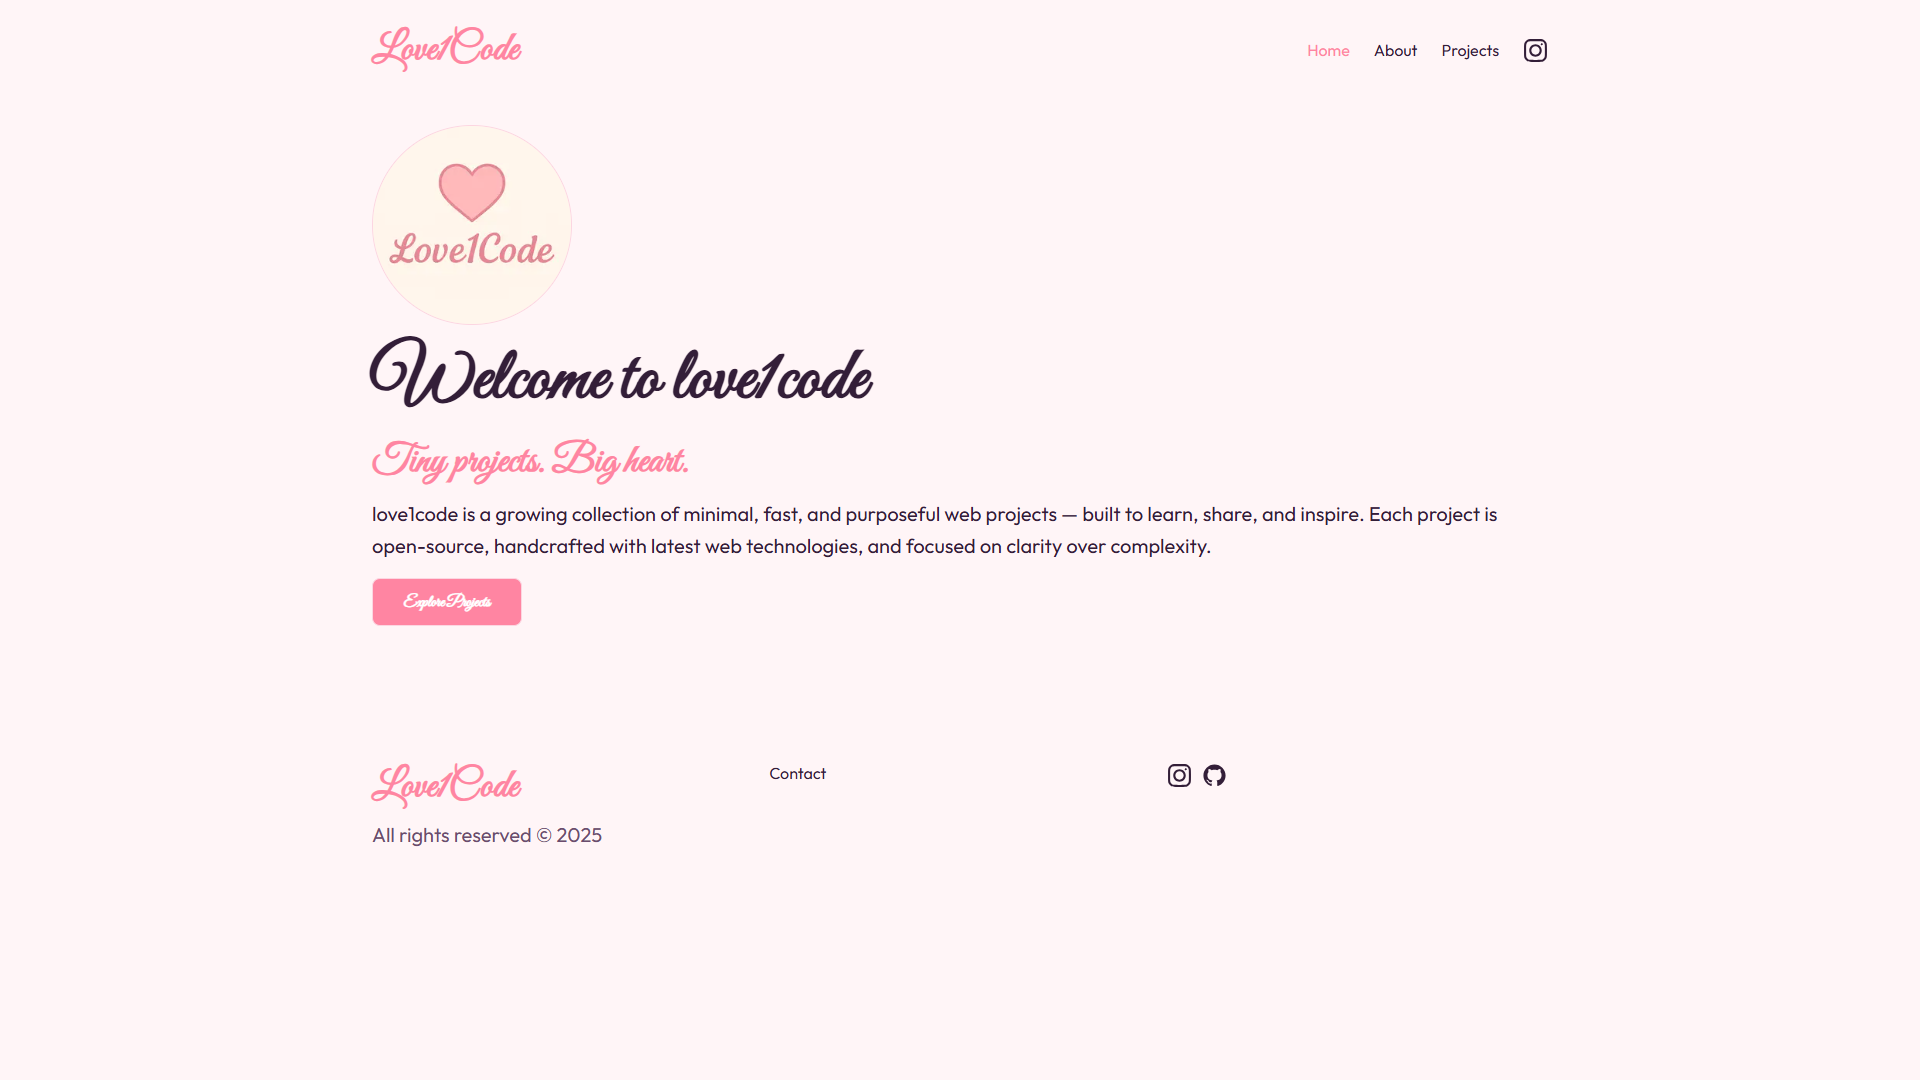 Love1Code
Home About Projects
Love1Code
Welcome to love1code
Tiny projects. Big heart.
love1code is a growing collection of minimal, fast, and purposeful web projects — built to learn, share, and inspire. Each project is
open-source, handcrafted with latest web technologies, and focused on clarity over complexity.
Explore Projects
Love1Code
Contact
All rights reserved © 2025